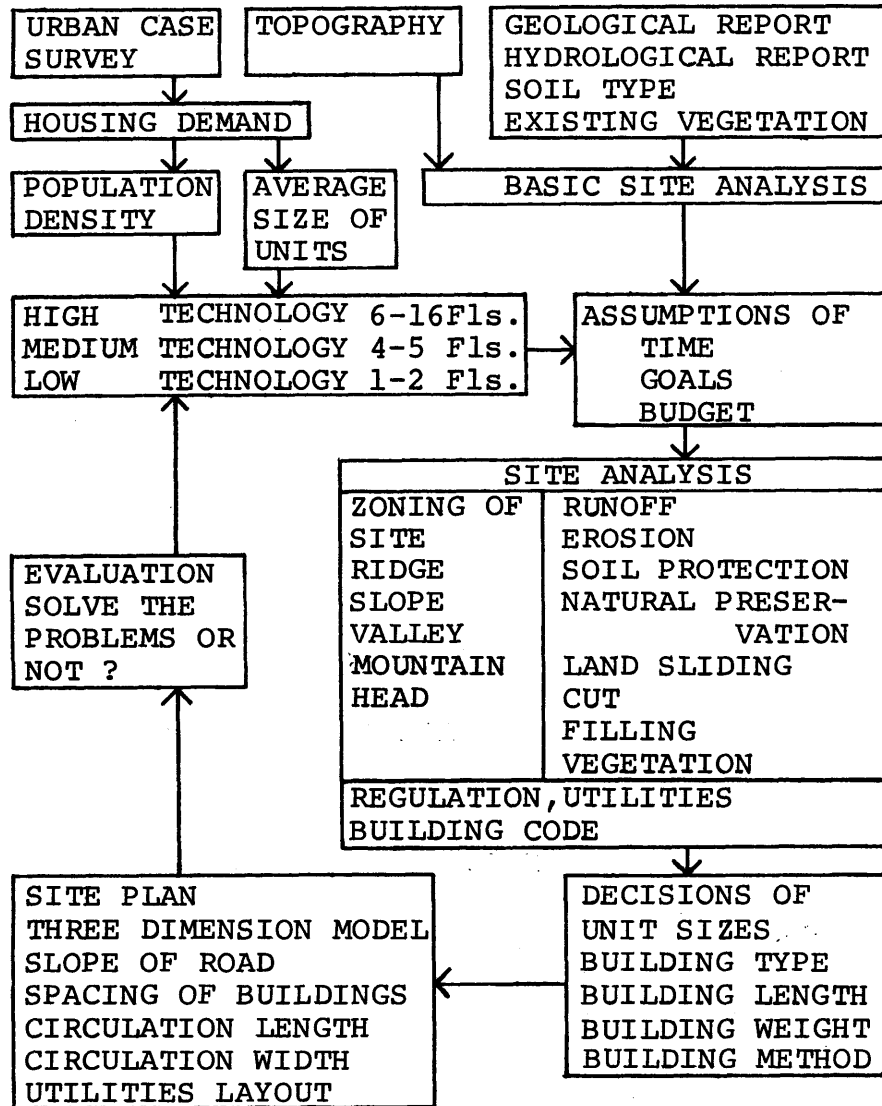 URBAN CASE
SURVEY
TOPOGRAPHY
GEOLOGICAL REPORT
HYDROLOGICAL REPORT
SOIL TYPE
EXISTING VEGETATION
HOUSING DEMAND
POPULATION
DENSITY
AVERAGE
SIZE OF
UNITS
BASIC SITE ANALYSIS
HIGH TECHNOLOGY 6-16Fls.
MEDIUM TECHNOLOGY 4-5 Fls.
LOW TECHNOLOGY 1-2 Fls.
ASSUMPTIONS OF
TIME
GOALS
BUDGET
SITE ANALYSIS
ZONING OF
SITE
RIDGE
SLOPE
VALLEY
MOUNTAIN
HEAD
RUNOFF
EROSION
SOIL PROTECTION
NATURAL PRESER-
VATION
LAND SLIDING
CUT
FILLING
VEGETATION
REGULATION,UTILITIES
BUILDING CODE
EVALUATION
SOLVE THE
PROBLEMS OR
NOT ?
SITE PLAN
THREE DIMENSION MODEL
SLOPE OF ROAD
SPACING OF BUILDINGS
CIRCULATION LENGTH
CIRCULATION WIDTH
UTILITIES LAYOUT
DECISIONS OF
UNIT SIZES
BUILDING TYPE
BUILDING LENGTH
BUILDING WEIGHT
BUILDING METHOD